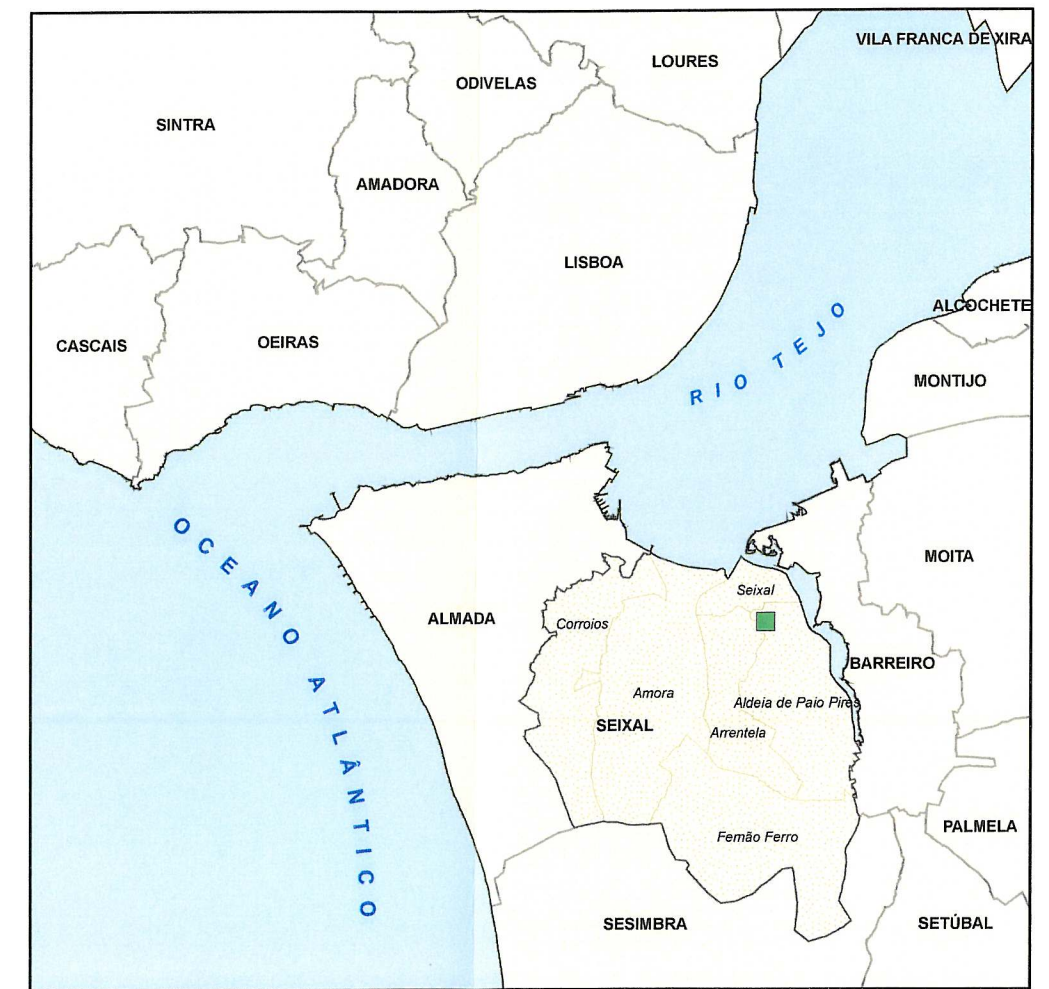 VILA FRANCA DE XIRA
LOURES
ODIVELAS
SINTRA
AMADORA
LISBOA
ALCOCHETE
CASCAIS
OEIRAS
MONTIJO
RIO TEJO
OCEANO ATLÂNTICO
MOITA
Seixal
ALMADA
Corroios
BARREIRO
Amora
Aldeia de Paio Pires
SEIXAL
Arrentela
PALMELA
Fernão Ferro
SESIMBRA
SETÚBAL